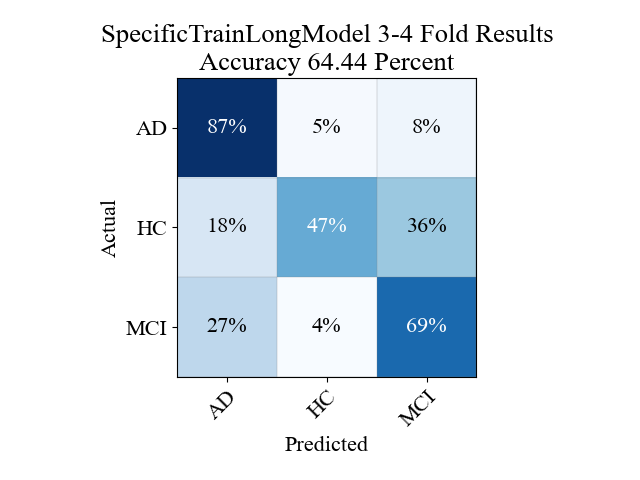 SpecificTrainLongModel 3-4 Fold Results
Accuracy 64.44 Percent
AD 87% 5% 8%
Actual
HC 18% 47% 36%
MCI 27% 4% 69%
AD HC MCI
Predicted